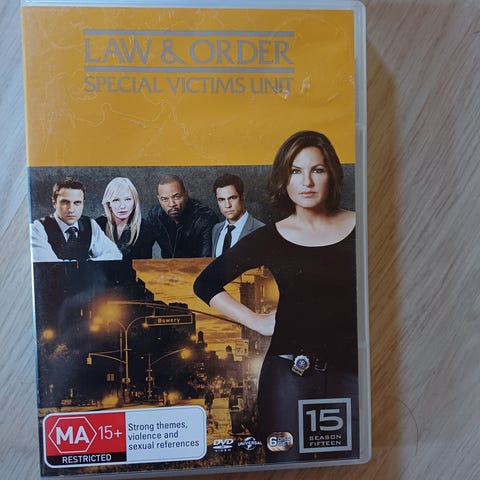 LAW & ORDER
SPECIAL VICTIMS UNIT
Bowery
MA 15+
RESTRICTED
Strong themes,
violence and
sexual references
DVD
VIDEO
UNIVERSAL
6
15
SEASON
FIFTEEN